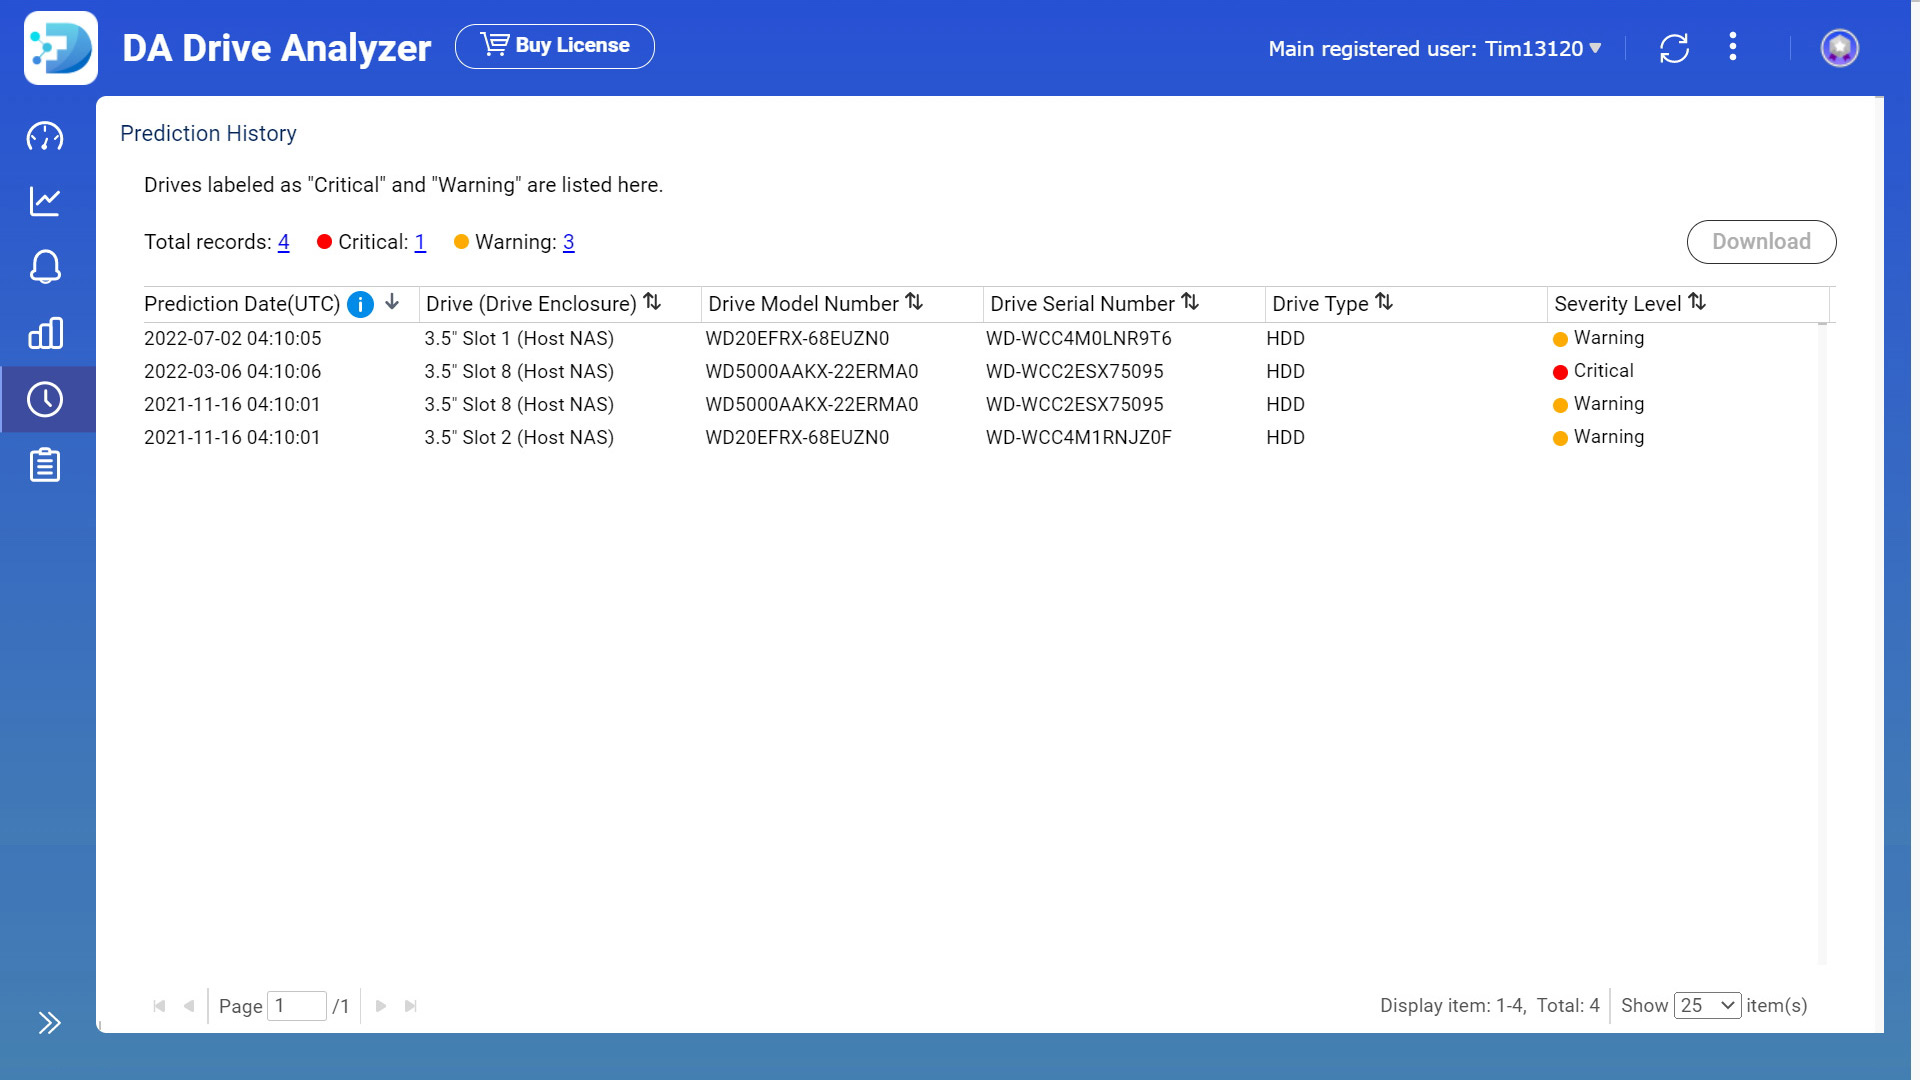 DA Drive Analyzer
Buy License
Main registered user: Tim13120
Prediction History
Drives labeled as "Critical" and "Warning" are listed here.
Total records: 4 Critical: 1 Warning: 3
Download
Prediction Date(UTC) Drive (Drive Enclosure) Drive Model Number Drive Serial Number Drive Type Severity Level
2022-07-02 04:10:05 3.5" Slot 1 (Host NAS) WD20EFRX-68EUZN0 WD-WCC4M0LNR9T6 HDD Warning
2022-03-06 04:10:06 3.5" Slot 8 (Host NAS) WD5000AAKX-22ERMA0 WD-WCC2ESX75095 HDD Critical
2021-11-16 04:10:01 3.5" Slot 8 (Host NAS) WD5000AAKX-22ERMA0 WD-WCC2ESX75095 HDD Warning
2021-11-16 04:10:01 3.5" Slot 2 (Host NAS) WD20EFRX-68EUZN0 WD-WCC4M1RNJZ0F HDD Warning
Page 1 /1
Display item: 1-4, Total: 4 Show 25 item(s)